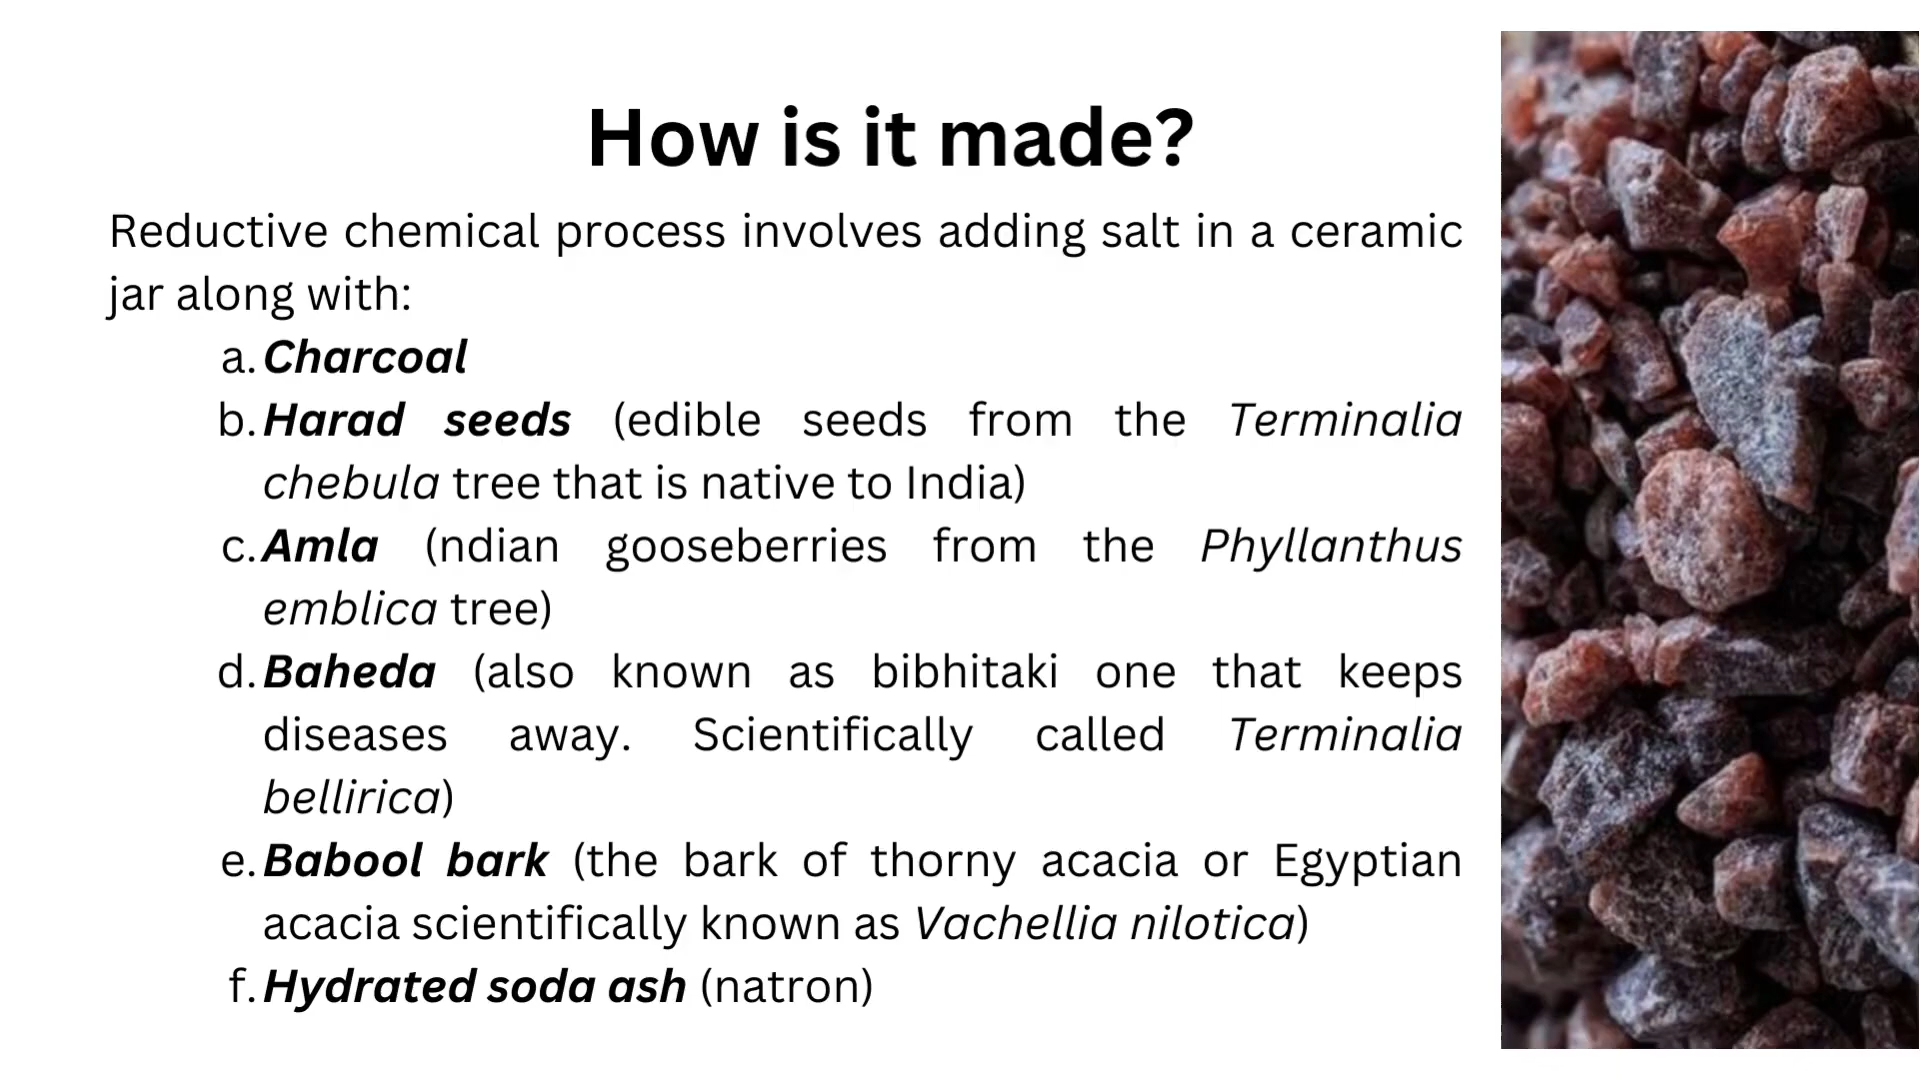 How is it made?
Reductive chemical process involves adding salt in a ceramic
jar along with:
a. Charcoal
b. Harad seeds (edible seeds from the Terminalia
chebula tree that is native to India)
c. Amla (ndian gooseberries from the Phyllanthus
emblica tree)
d. Baheda (also known as bibhitaki one that keeps
diseases away. Scientifically called Terminalia
bellirica)
e. Babool bark (the bark of thorny acacia or Egyptian
acacia scientifically known as Vachellia nilotica)
f. Hydrated soda ash (natron)